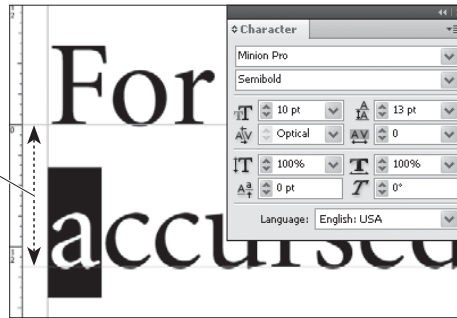 For
Character
Minion Pro
Semibold
10 pt
13 pt
Optical
0
100%
100%
0 pt
0°
Language: English: USA
accursed